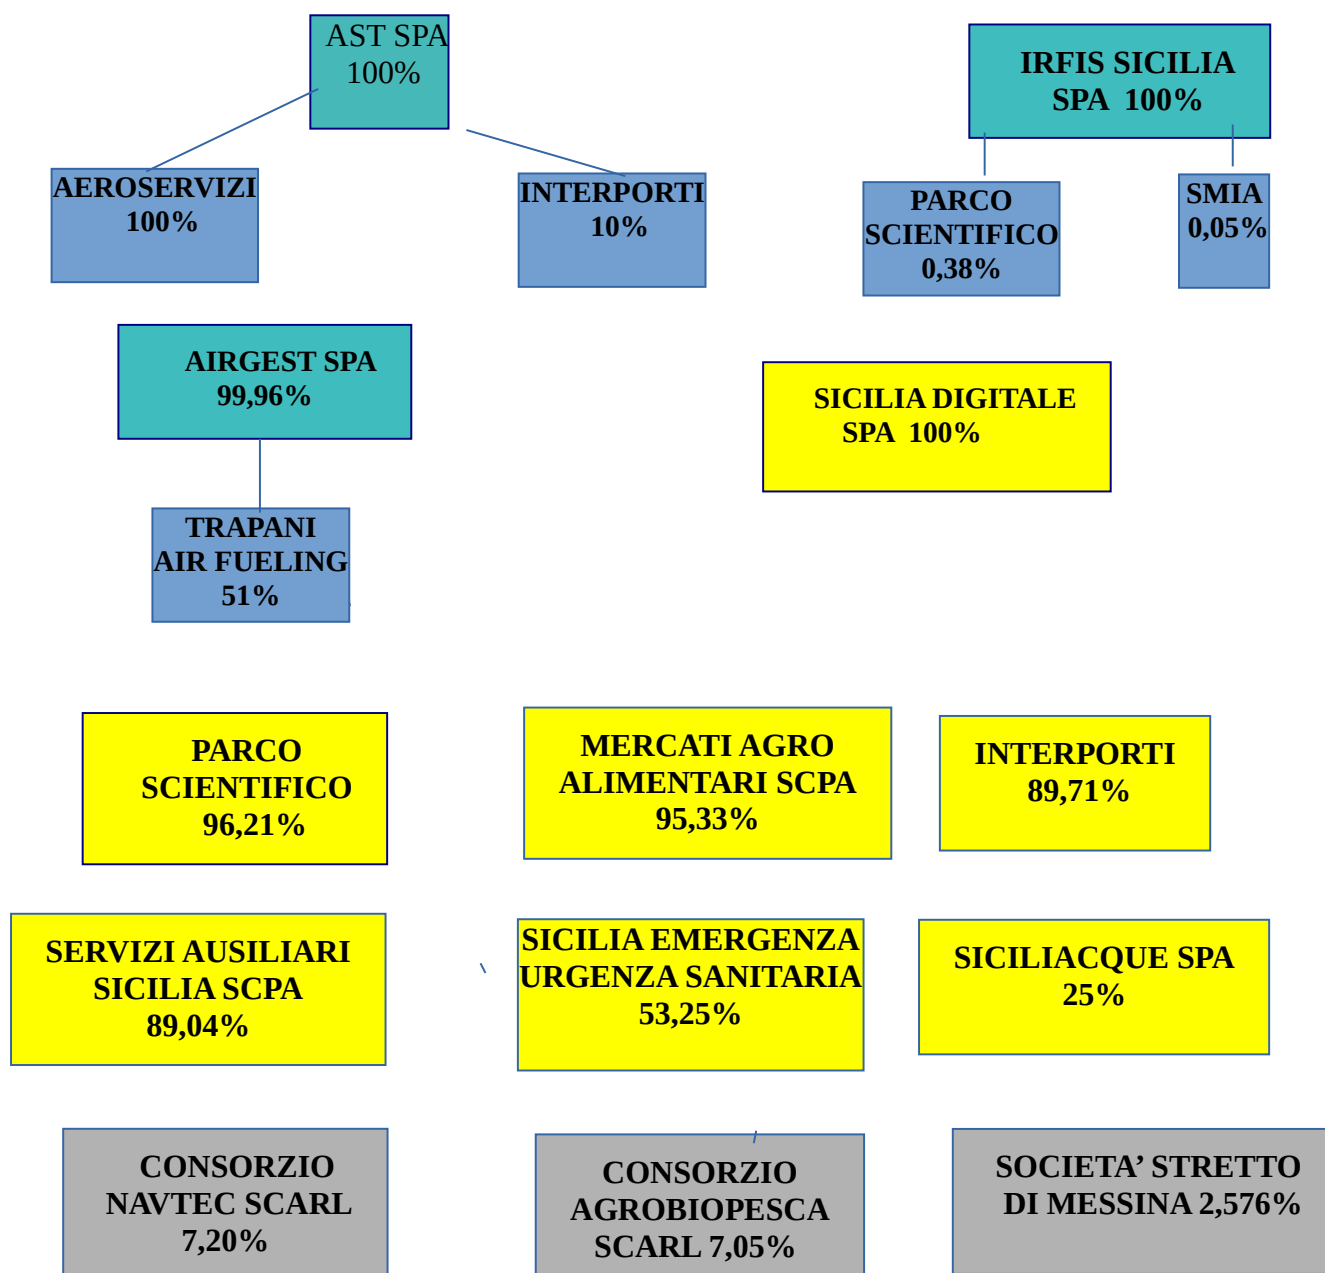 AST SPA
100%
IRFIS SICILIA
SPA 100%
AEROSERVIZI
100%
INTERPORTI
10%
PARCO
SCIENTIFICO
0,38%
SMIA
0,05%
AIRGEST SPA
99,96%
SICILIA DIGITALE
SPA 100%
TRAPANI
AIR FUELING
51%
PARCO
SCIENTIFICO
96,21%
MERCATI AGRO
ALIMENTARI SCPA
95,33%
INTERPORTI
89,71%
SERVIZI AUSILIARI
SICILIA SCPA
89,04%
SICILIA EMERGENZA
URGENZA SANITARIA
53,25%
SICILIACQUE SPA
25%
CONSORZIO
NAVTEC SCARL
7,20%
CONSORZIO
AGROBIOPESCA
SCARL 7,05%
SOCIETA’ STRETTO
DI MESSINA 2,576%